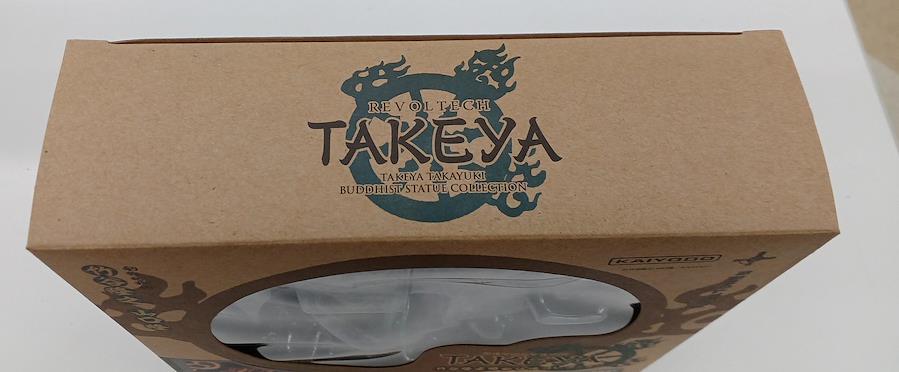 REVOLTECH
TAKEYA
TAKEYA TAKAYUKI
BUDDHIST STATUE COLLECTION
KAIYODO
TAKEYA